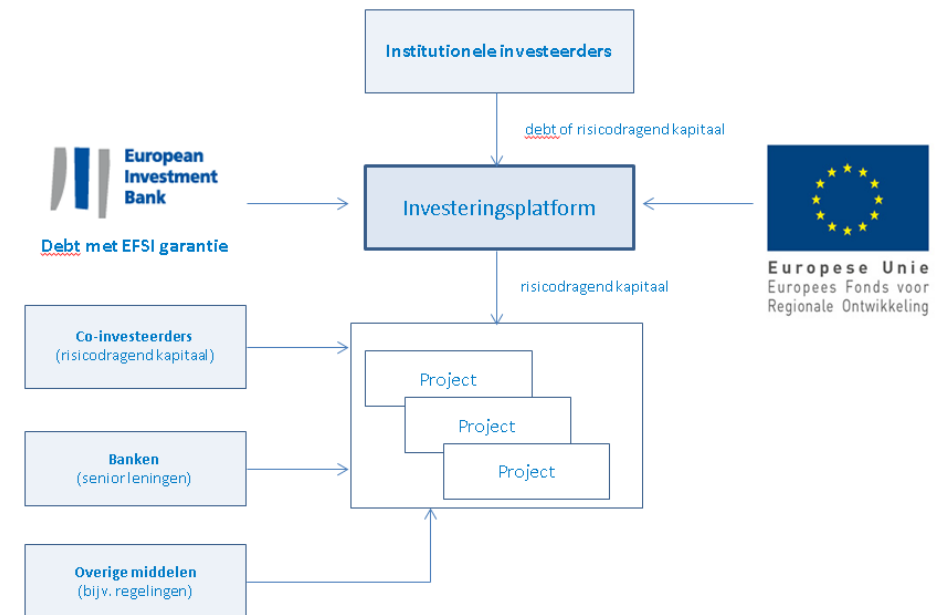 Institutionele investeerders
debt of risicodragend kapitaal
European
Investment
Bank
Debt met EFSI garantie
Investeringsplatform
Europese Unie
Europees Fonds voor
Regionale Ontwikkeling
risicodragend kapitaal
Co-investeerders
(risicodragend kapitaal)
Project
Project
Project
Banken
(senior leningen)
Overige middelen
(bijv. regelingen)